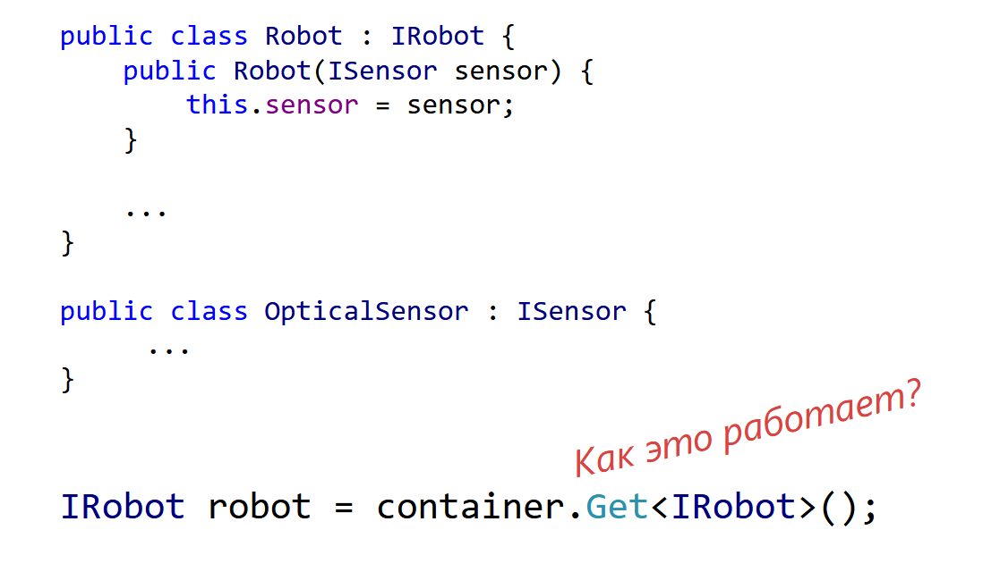 public class Robot : IRobot {
    public Robot(ISensor sensor) {
        this.sensor = sensor;
    }
    ...
}
public class OpticalSensor : ISensor {
    ...
}
Как это работает?
IRobot robot = container.Get<IRobot>();